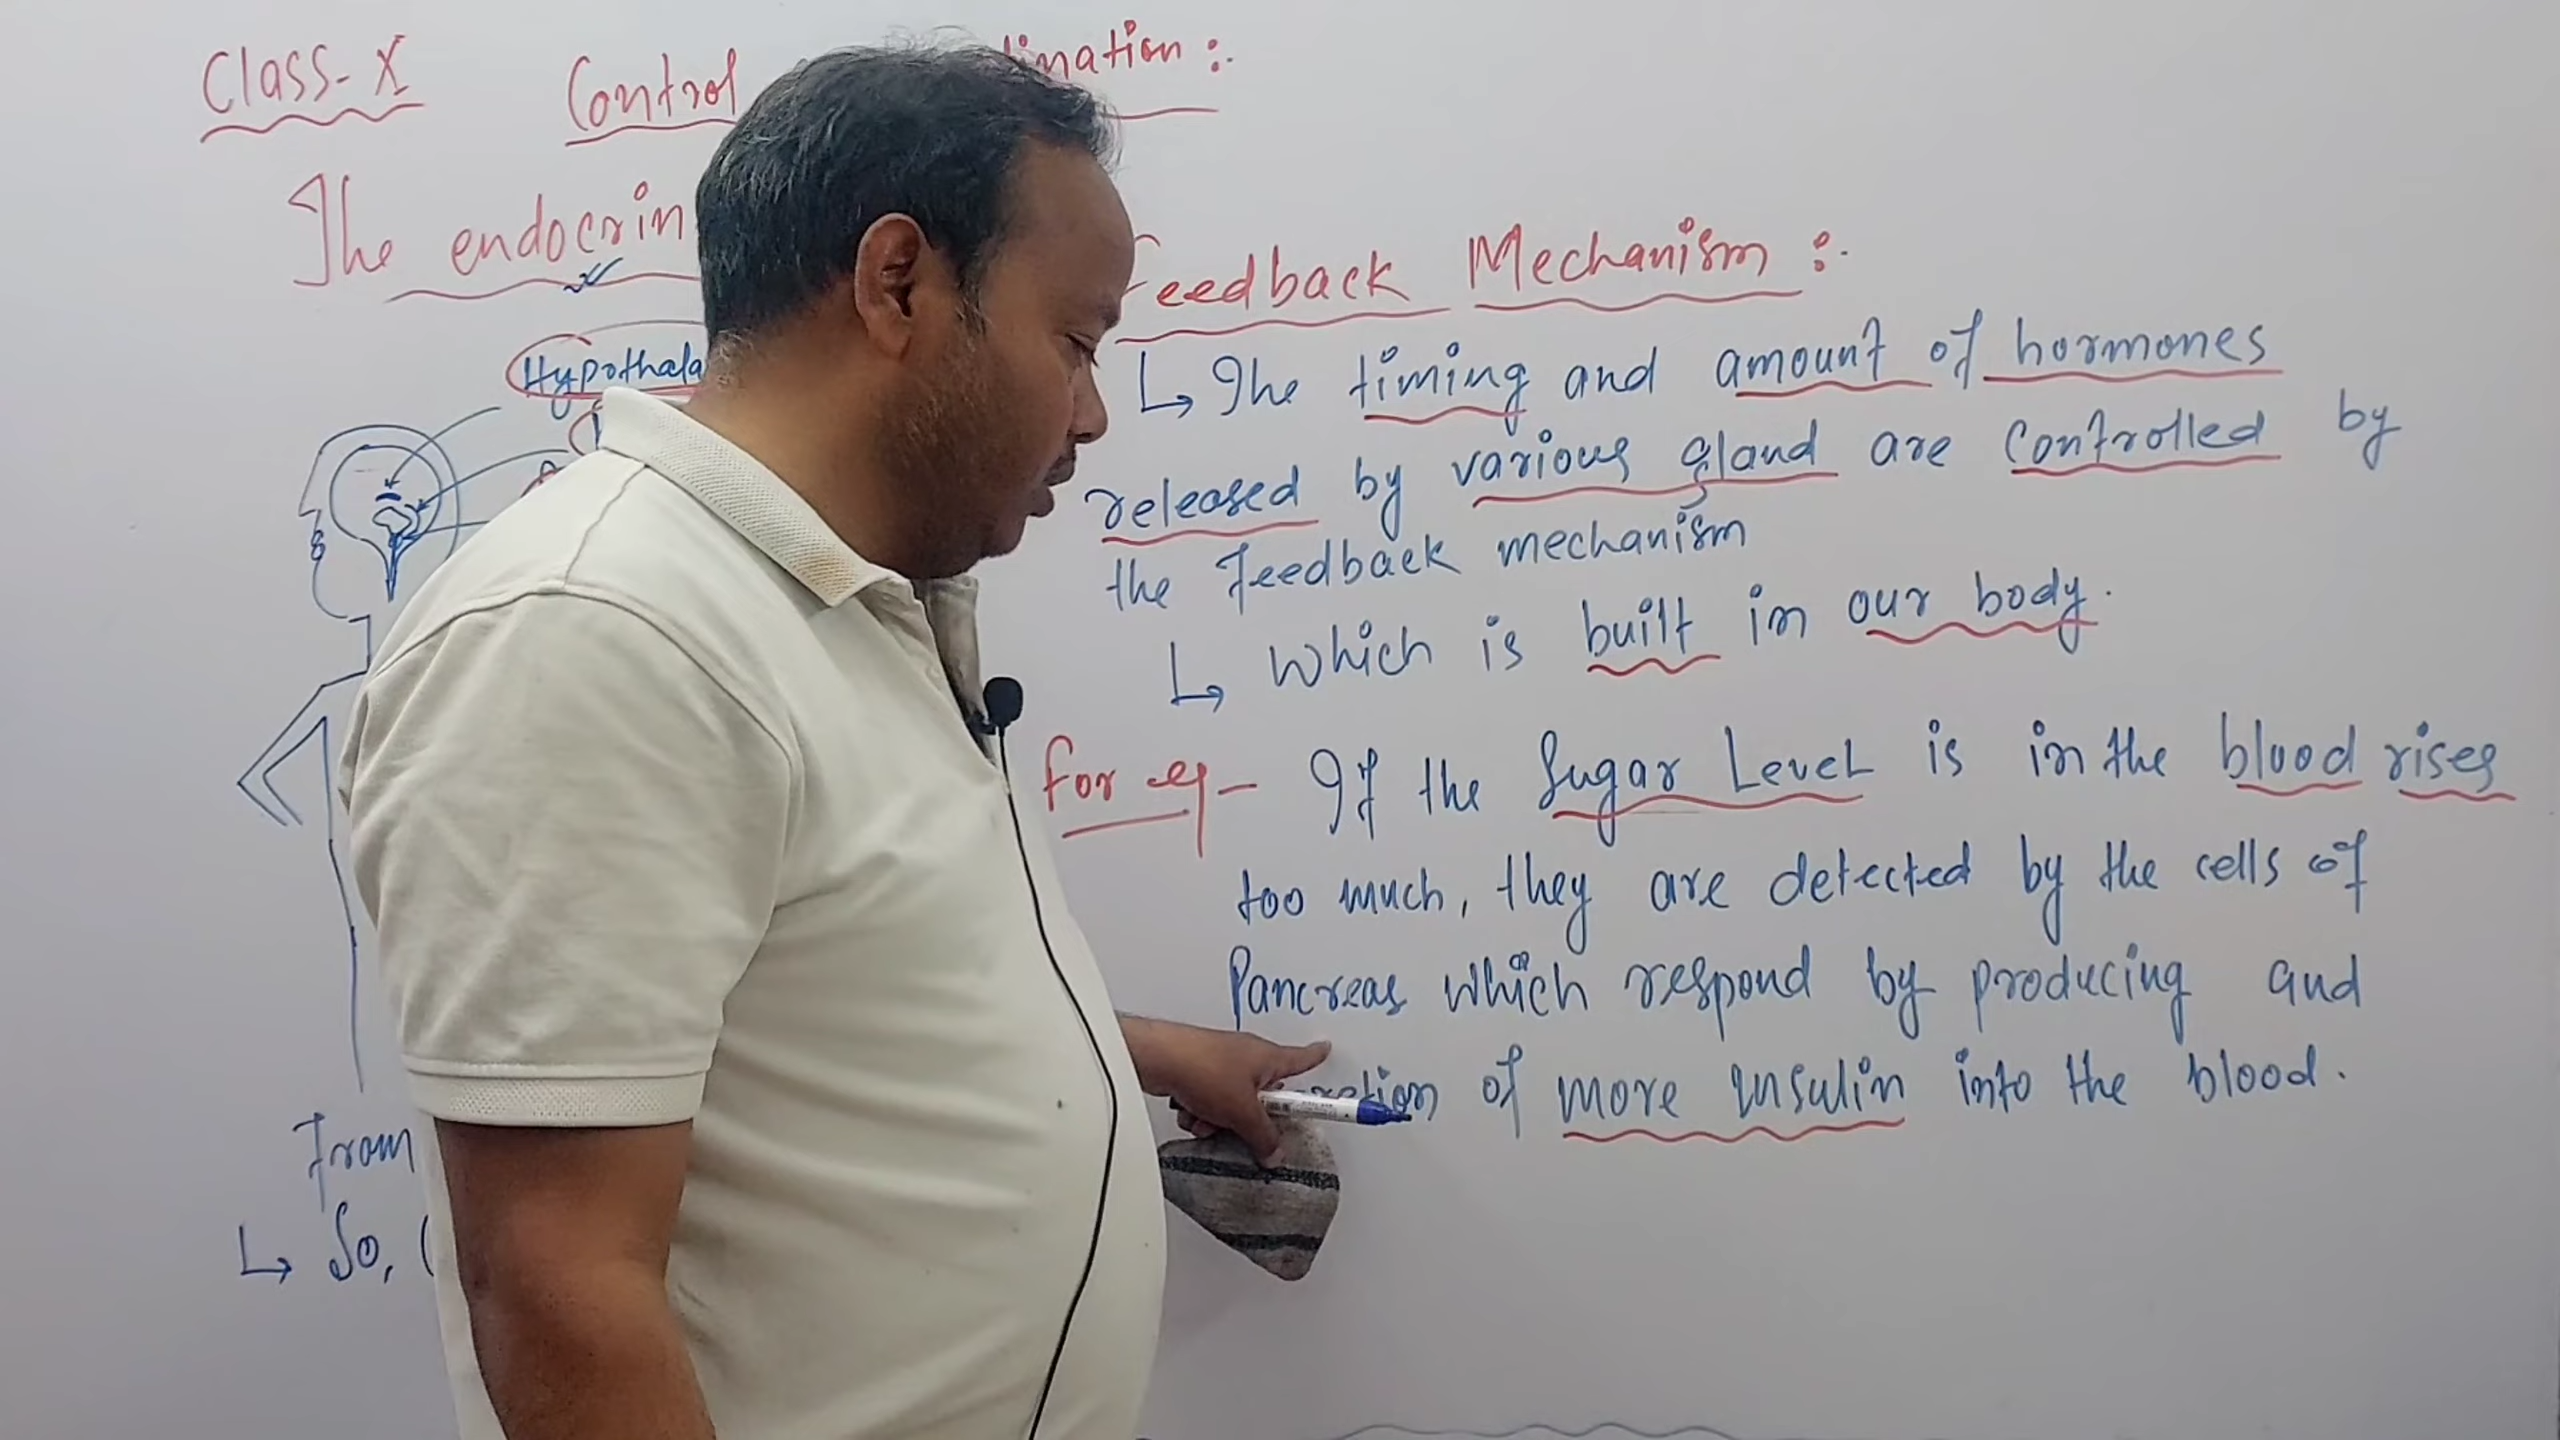 Class-X Control
The endocrin
Hypothala
From
↳ So, (
Feedback Mechanism :-
↳ The timing and amount of hormones
released by various gland are controlled by
the feedback mechanism
↳ which is built in our body.
For eg- If the Sugar Level is in the blood rises
too much, they are detected by the cells of
Pancreas which respond by producing and
of more insulin into the blood.